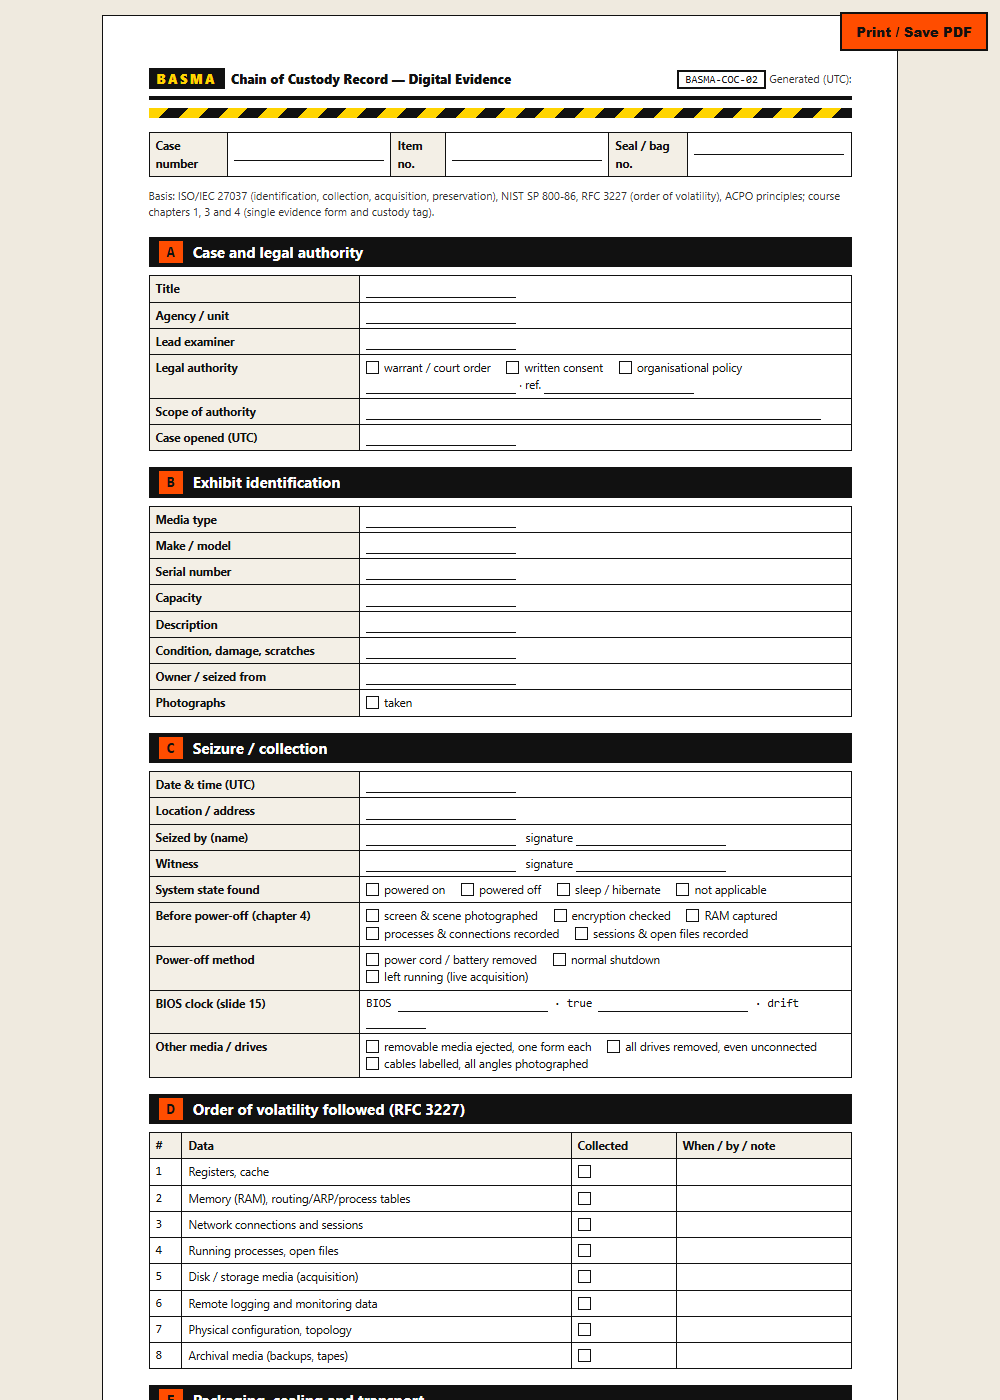 Print / Save PDF
BASMA Chain of Custody Record — Digital Evidence BASMA-COC-02 Generated (UTC):
Case number Item no. Seal / bag no.
Basis: ISO/IEC 27037 (identification, collection, acquisition, preservation), NIST SP 800-86, RFC 3227 (order of volatility), ACPO principles; course
chapters 1, 3 and 4 (single evidence form and custody tag).
A Case and legal authority
Title
Agency / unit
Lead examiner
Legal authority warrant / court order written consent organisational policy
· ref.
Scope of authority
Case opened (UTC)
B Exhibit identification
Media type
Make / model
Serial number
Capacity
Description
Condition, damage, scratches
Owner / seized from
Photographs taken
C Seizure / collection
Date & time (UTC)
Location / address
Seized by (name) signature
Witness signature
System state found powered on powered off sleep / hibernate not applicable
Before power-off (chapter 4) screen & scene photographed encryption checked RAM captured
processes & connections recorded sessions & open files recorded
Power-off method power cord / battery removed normal shutdown
left running (live acquisition)
BIOS clock (slide 15) BIOS · true · drift
Other media / drives removable media ejected, one form each all drives removed, even unconnected
cables labelled, all angles photographed
D Order of volatility followed (RFC 3227)
# Data Collected When / by / note
1 Registers, cache
2 Memory (RAM), routing/ARP/process tables
3 Network connections and sessions
4 Running processes, open files
5 Disk / storage media (acquisition)
6 Remote logging and monitoring data
7 Physical configuration, topology
8 Archival media (backups, tapes)
E Packaging, sealing and transport